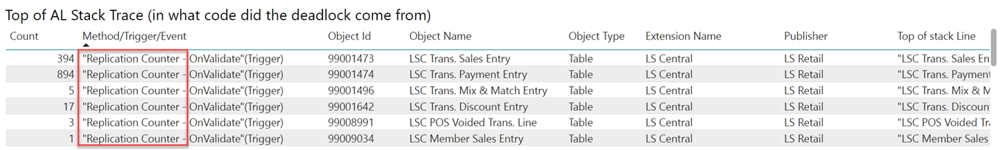 Top of AL Stack Trace (in what code did the deadlock come from)
Count Method/Trigger/Event Object Id Object Name Object Type Extension Name Publisher Top of stack Line
394 "Replication Counter - OnValidate"(Trigger) 99001473 LSC Trans. Sales Entry Table LS Central LS Retail "LSC Trans. Sales En
894 "Replication Counter - OnValidate"(Trigger) 99001474 LSC Trans. Payment Entry Table LS Central LS Retail "LSC Trans. Payment
5 "Replication Counter - OnValidate"(Trigger) 99001496 LSC Trans. Mix & Match Entry Table LS Central LS Retail "LSC Trans. Mix & M
17 "Replication Counter - OnValidate"(Trigger) 99001642 LSC Trans. Discount Entry Table LS Central LS Retail "LSC Trans. Discoun
3 "Replication Counter - OnValidate"(Trigger) 99008991 LSC POS Voided Trans. Line Table LS Central LS Retail "LSC POS Voided Tr
1 "Replication Counter - OnValidate"(Trigger) 99009034 LSC Member Sales Entry Table LS Central LS Retail "LSC Member Sales